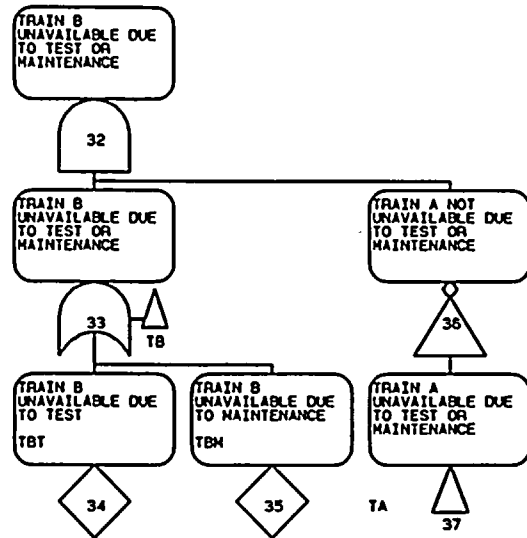 TRAIN B
UNAVAILABLE DUE
TO TEST OR
MAINTENANCE
32
TRAIN B
UNAVAILABLE DUE
TO TEST OR
MAINTENANCE
TRAIN A NOT
UNAVAILABLE DUE
TO TEST OR
MAINTENANCE
33
TB
36
TRAIN B
UNAVAILABLE DUE
TO TEST
TBT
TRAIN B
UNAVAILABLE DUE
TO MAINTENANCE
TBM
TRAIN A
UNAVAILABLE DUE
TO TEST OR
MAINTENANCE
34
35
TA
37